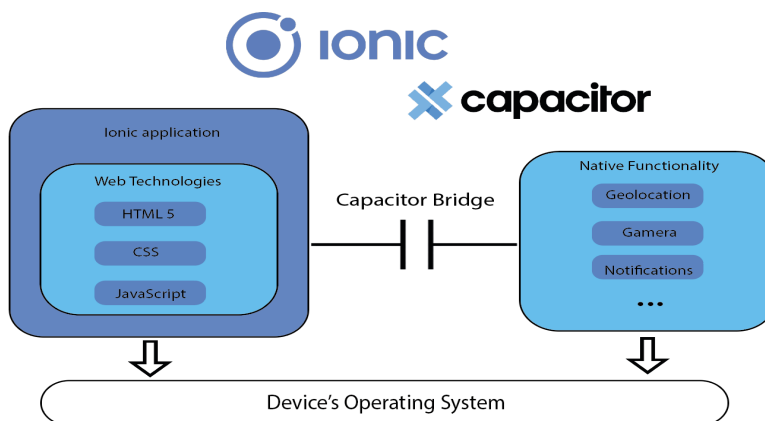 IONIC
capacitor
Ionic application
Web Technologies
HTML 5
CSS
JavaScript
Capacitor Bridge
Native Functionality
Geolocation
Gamera
Notifications
...
Device's Operating System